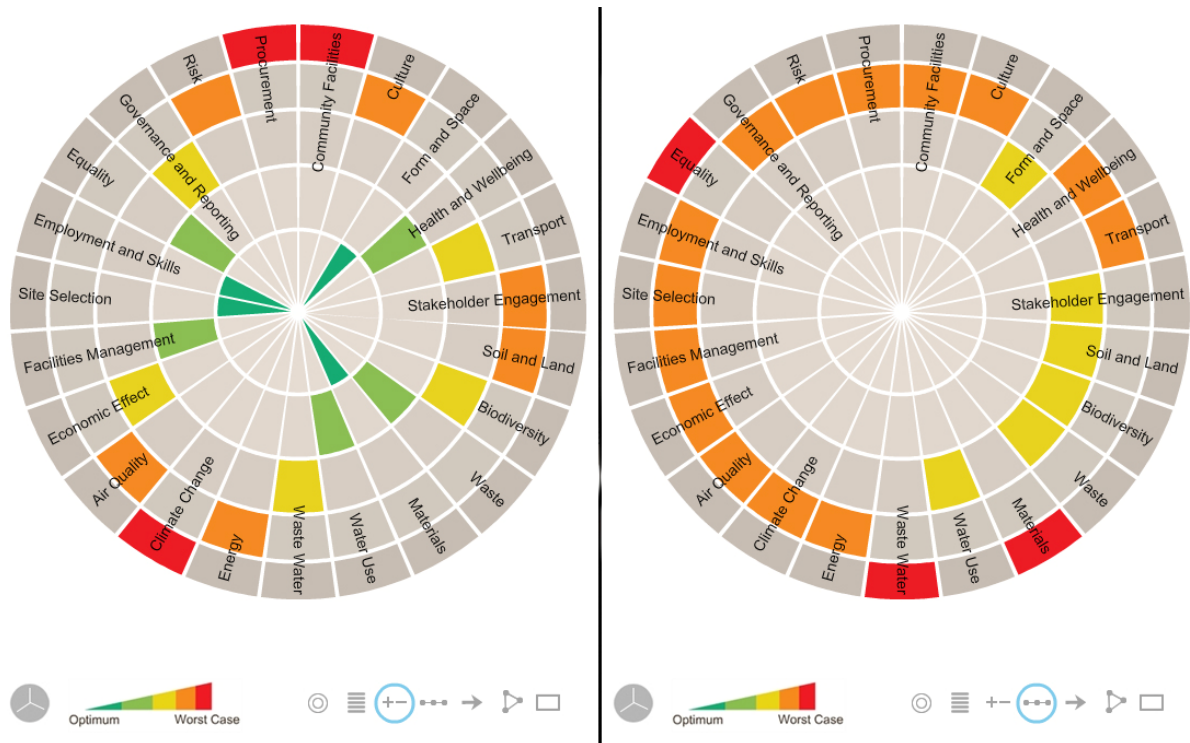 Procurement
Community Facilities
Culture
Form and Space
Health and Wellbeing
Transport
Stakeholder Engagement
Soil and Land
Biodiversity
Waste
Materials
Water Use
Waste Water
Energy
Climate Change
Air Quality
Economic Effect
Facilities Management
Site Selection
Employment and Skills
Equality
Governance and Reporting
Risk
Optimum
Worst Case
Procurement
Community Facilities
Culture
Form and Space
Health and Wellbeing
Transport
Stakeholder Engagement
Soil and Land
Biodiversity
Waste
Materials
Water Use
Waste Water
Energy
Climate Change
Air Quality
Economic Effect
Facilities Management
Site Selection
Employment and Skills
Equality
Governance and Reporting
Risk
Optimum
Worst Case